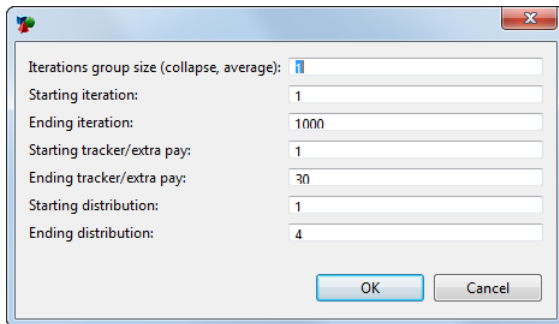 Iterations group size (collapse, average): 1
Starting iteration: 1
Ending iteration: 1000
Starting tracker/extra pay: 1
Ending tracker/extra pay: 30
Starting distribution: 1
Ending distribution: 4
OK Cancel